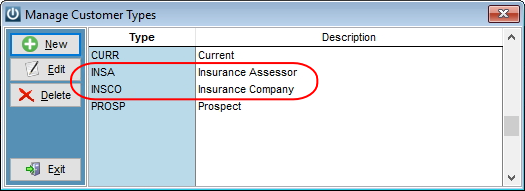 Manage Customer Types
New
Edit
Delete
Exit
Type Description
CURR Current
INSA Insurance Assessor
INSCO Insurance Company
PROSP Prospect